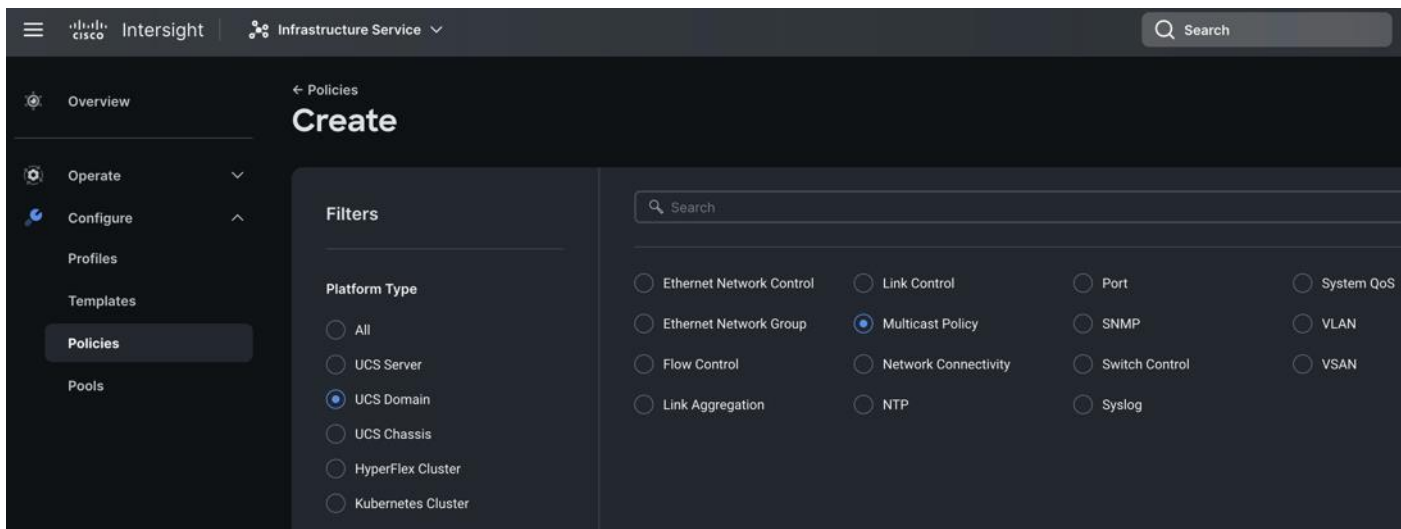 cisco Intersight Infrastructure Service Search
Overview
Operate
Configure
Profiles
Templates
Policies
Pools
← Policies
Create
Filters
Platform Type
All
UCS Server
UCS Domain
UCS Chassis
HyperFlex Cluster
Kubernetes Cluster
Search
Ethernet Network Control Link Control Port System QoS
Ethernet Network Group Multicast Policy SNMP VLAN
Flow Control Network Connectivity Switch Control VSAN
Link Aggregation NTP Syslog